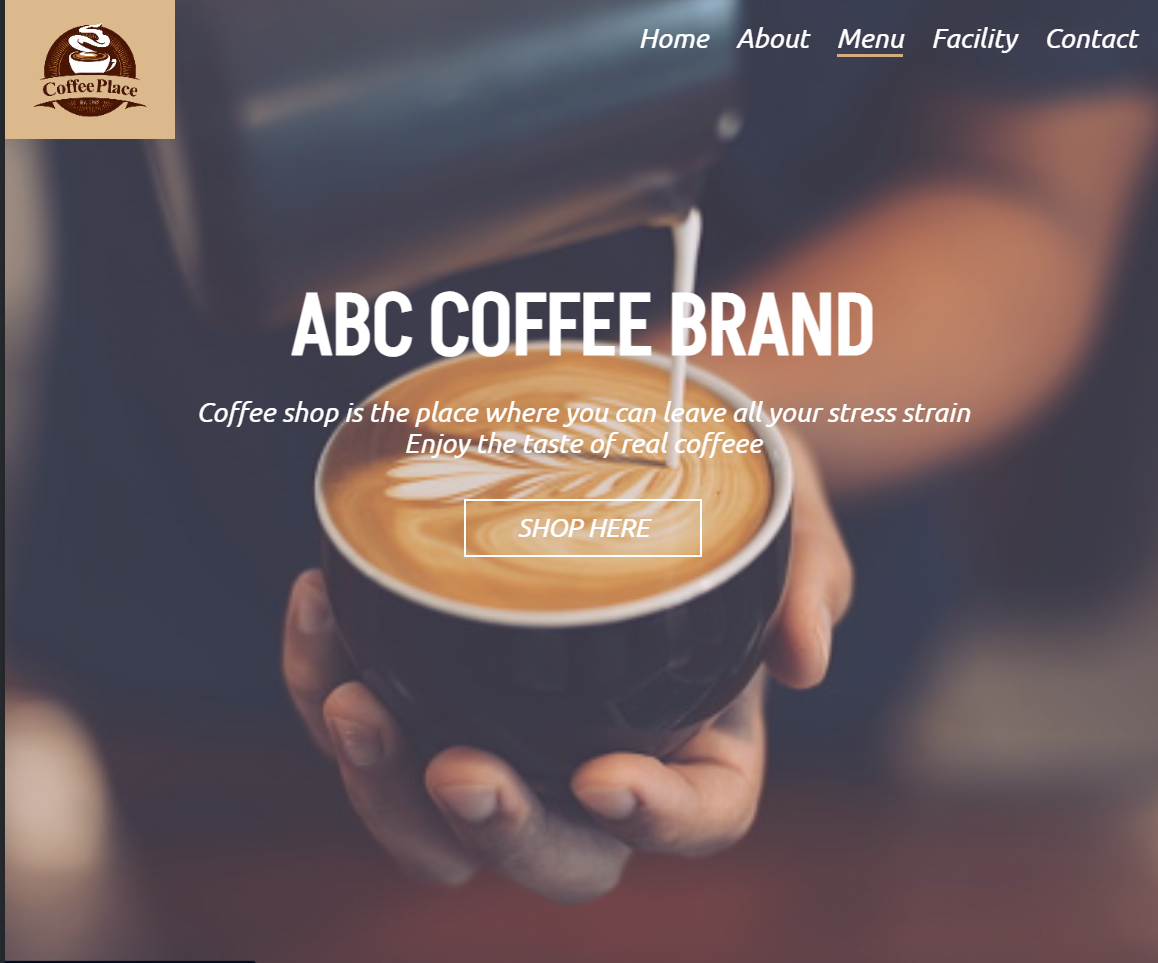 Coffee Place
Home About Menu Facility Contact
ABC COFFEE BRAND
Coffee shop is the place where you can leave all your stress strain
Enjoy the taste of real coffeee
SHOP HERE